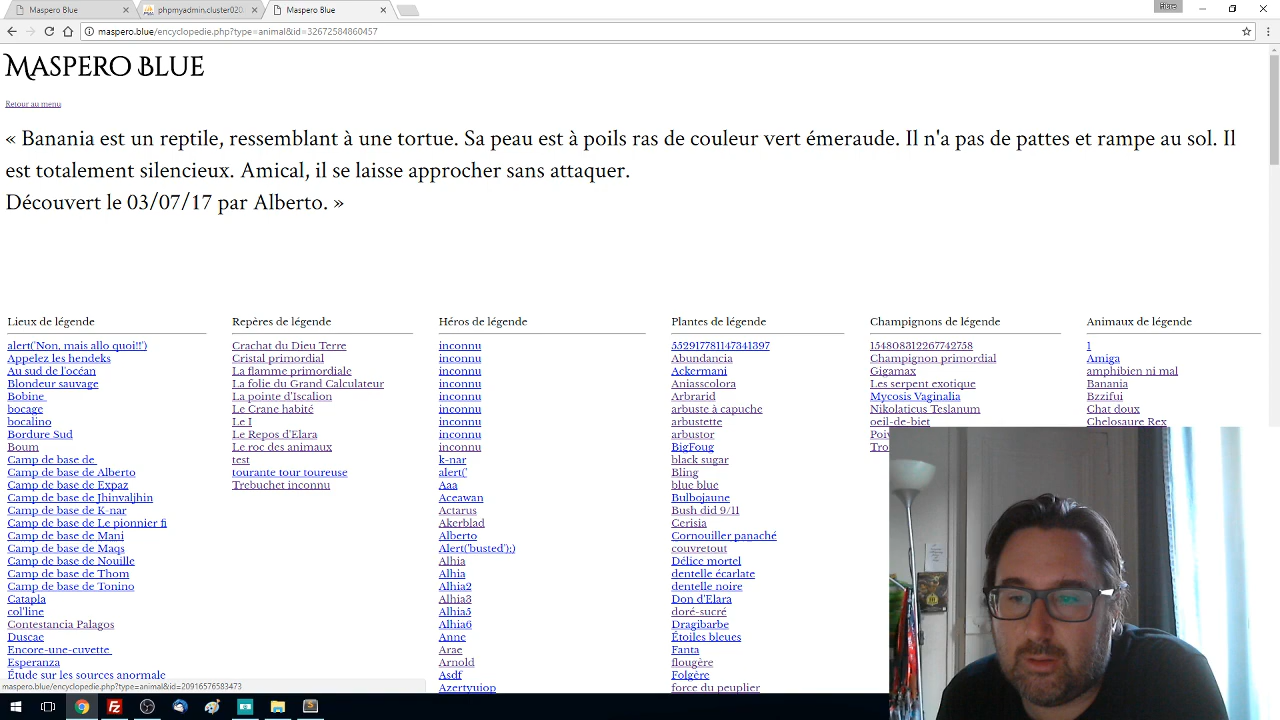 Maspero Blue
phpmyadmin.cluster020
Maspero Blue
maspero.blue/encyclopedie.php?type=animal&id=32672584860457
Maspero Blue
Retour au menu
« Banania est un reptile, ressemblant à une tortue. Sa peau est à poils ras de couleur vert émeraude. Il n'a pas de pattes et rampe au sol. Il
est totalement silencieux. Amical, il se laisse approcher sans attaquer.
Découvert le 03/07/17 par Alberto. »
Lieux de légende
alert('Non, mais allo quoi!!')
Appelez les hendeks
Au sud de l'océan
Blondeur sauvage
Bobine
bocage
bocalino
Bordure Sud
Boum
Camp de base de
Camp de base de Alberto
Camp de base de Expaz
Camp de base de Jhinvaljhin
Camp de base de K-nar
Camp de base de Le pionnier fi
Camp de base de Mani
Camp de base de Maqs
Camp de base de Nouille
Camp de base de Thom
Camp de base de Tonino
Catapla
col'line
Contestancia Palagos
Duscae
Encore-une-cuvette
Esperanza
Étude sur les sources anormale
Repères de légende
Crachat du Dieu Terre
Cristal primordial
La flamme primordiale
La folie du Grand Calculateur
La pointe d'Iscalion
Le Crane habité
Le I
Le Repos d'Elara
Le roc des animaux
test
tourante tour toureuse
Trebuchet inconnu
Héros de légende
inconnu
inconnu
inconnu
inconnu
inconnu
inconnu
inconnu
inconnu
inconnu
k-nar
alert('
Aaa
Aceawan
Actarus
Akerblad
Alberto
Alert('busted');)
Alhia
Alhia
Alhia2
Alhia3
Alhia5
Alhia6
Anne
Arae
Arnold
Asdf
Azertyuiop
Plantes de légende
552917781147341397
Abundancia
Ackermani
Aniasscolora
Arbrarid
arbuste à capuche
arbustette
arbustor
BigFoug
black sugar
Bling
blue blue
Bulbojaune
Bush did 9/11
Cerisia
Cornouiller panaché
couvretout
Délice mortel
dentelle écarlate
dentelle noire
Don d'Elara
doré-sucré
Dragibarbe
Étoiles bleues
Fanta
flougère
Folgère
force du peuplier
Champignons de légende
154808312267742758
Champignon primordial
Gigamax
Les serpent exotique
Mycosis Vaginalia
Nikolaticus Teslanum
oeil-de-biet
Poi
Tro
Animaux de légende
1
Amiga
amphibien ni mal
Banania
Bzzifui
Chat doux
Chelosaure Rex
maspero.blue/encyclopedie.php?type=animal&id=20916576583473